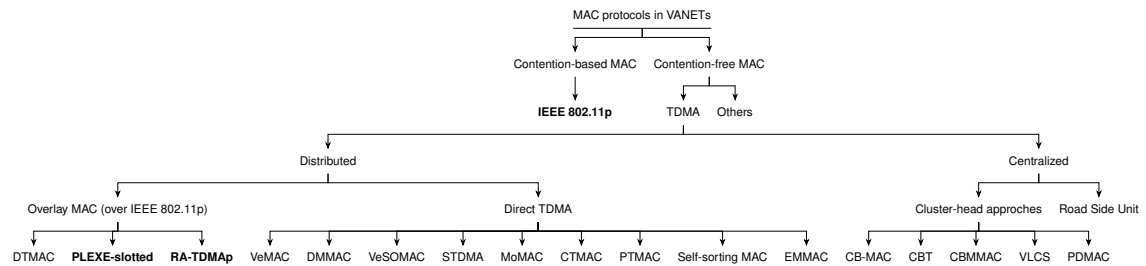 MAC protocols in VANETs
Contention-based MAC Contention-free MAC
IEEE 802.11p TDMA Others
Distributed Centralized
Overlay MAC (over IEEE 802.11p) Direct TDMA Cluster-head approches Road Side Unit
DTMAC PLEXE-slotted RA-TDMAp VeMAC DMMAC VeSOMAC STDMA MoMAC CTMAC PTMAC Self-sorting MAC EMMAC CB-MAC CBT CBMMAC VLCS PDMAC